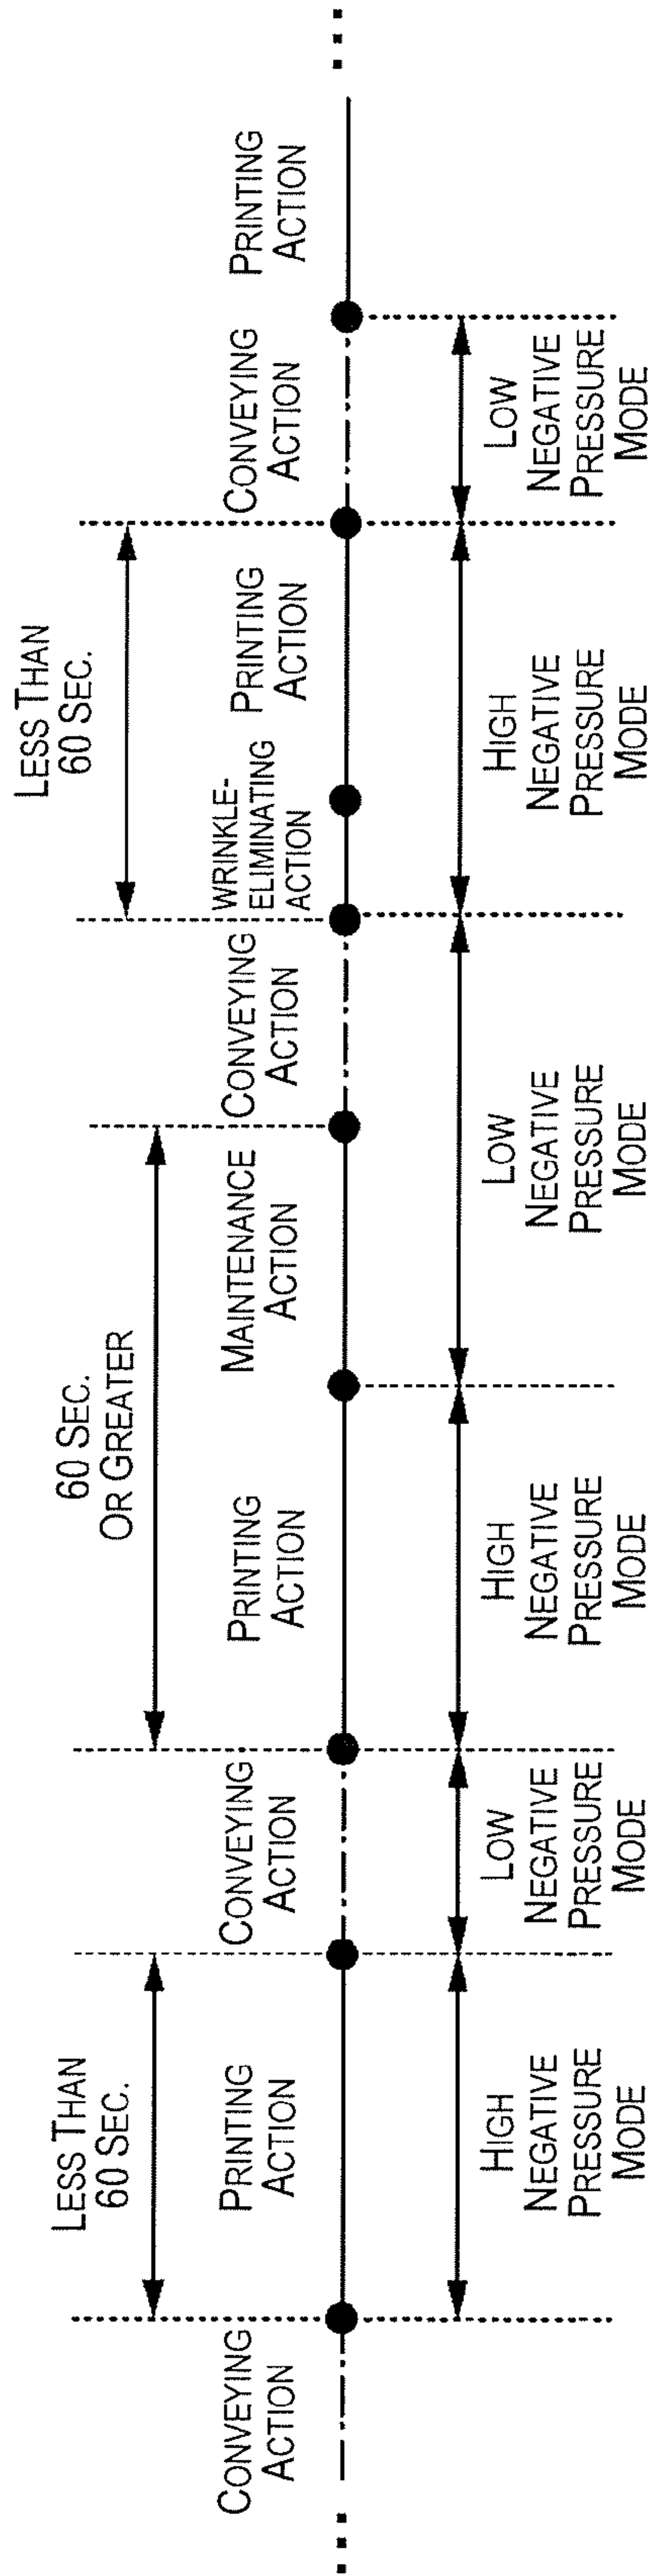 LESS THAN
60 SEC.
60 SEC.
OR GREATER
LESS THAN
60 SEC.
CONVEYING
ACTION
PRINTING
ACTION
CONVEYING
ACTION
PRINTING
ACTION
MAINTENANCE
ACTION
CONVEYING
ACTION
WRINKLE-
ELIMINATING
ACTION
PRINTING
ACTION
CONVEYING
ACTION
PRINTING
ACTION
HIGH
NEGATIVE
PRESSURE
MODE
LOW
NEGATIVE
PRESSURE
MODE
HIGH
NEGATIVE
PRESSURE
MODE
LOW
NEGATIVE
PRESSURE
MODE
HIGH
NEGATIVE
PRESSURE
MODE
LOW
NEGATIVE
PRESSURE
MODE